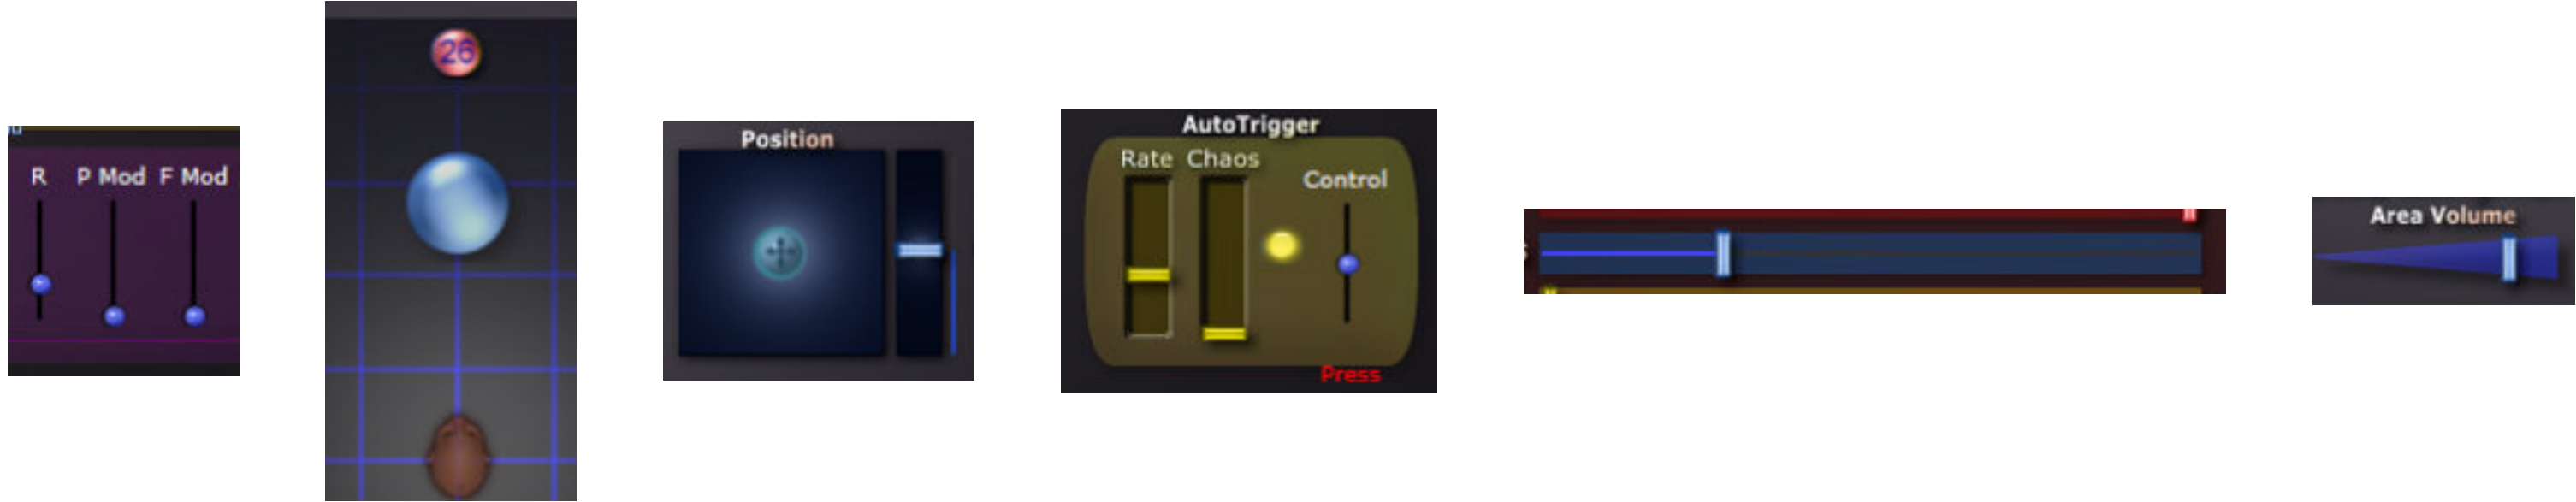 R P Mod F Mod
26
Position
AutoTrigger
Rate Chaos
Control
Press
Area Volume